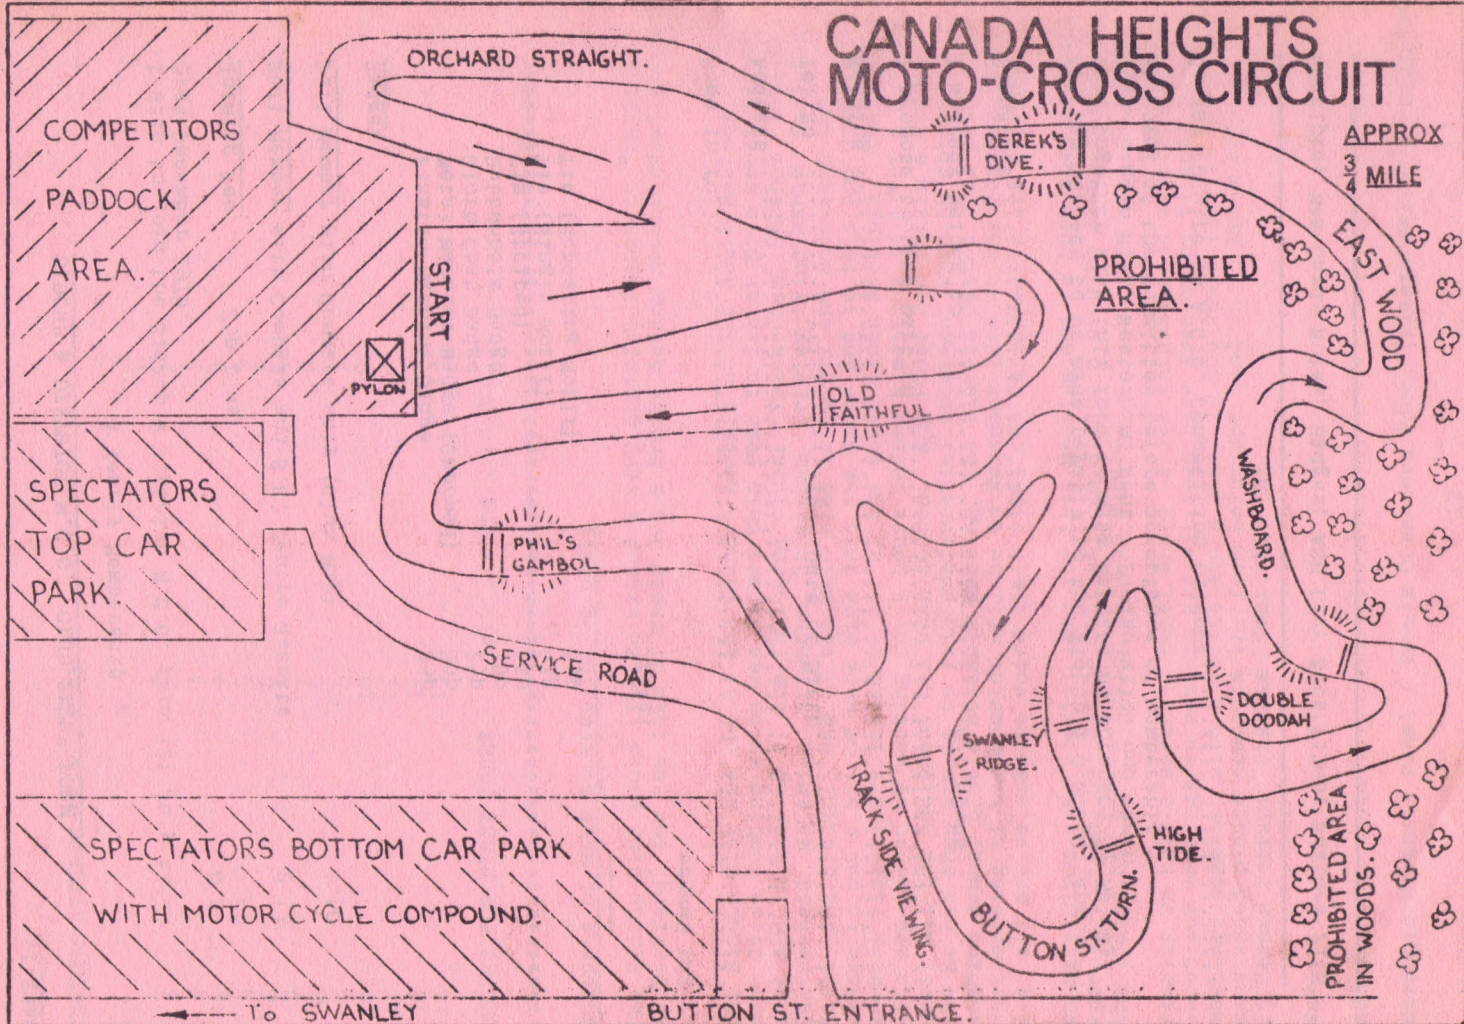 CANADA HEIGHTS
MOTO-CROSS CIRCUIT
APPROX
3/4 MILE
ORCHARD STRAIGHT.
DEREK'S
DIVE.
EAST WOOD
PROHIBITED
AREA.
COMPETITORS
PADDOCK
AREA.
START
PYLON
OLD
FAITHFUL
WASHBOARD.
SPECTATORS
TOP CAR
PARK.
PHIL'S
GAMBOL
SERVICE ROAD
DOUBLE
DOODAH
SWANLEY
RIDGE.
TRACK SIDE VIEWING.
HIGH
TIDE.
BUTTON ST. TURN.
PROHIBITED AREA
IN WOODS.
SPECTATORS BOTTOM CAR PARK
WITH MOTOR CYCLE COMPOUND.
To SWANLEY
BUTTON ST. ENTRANCE.